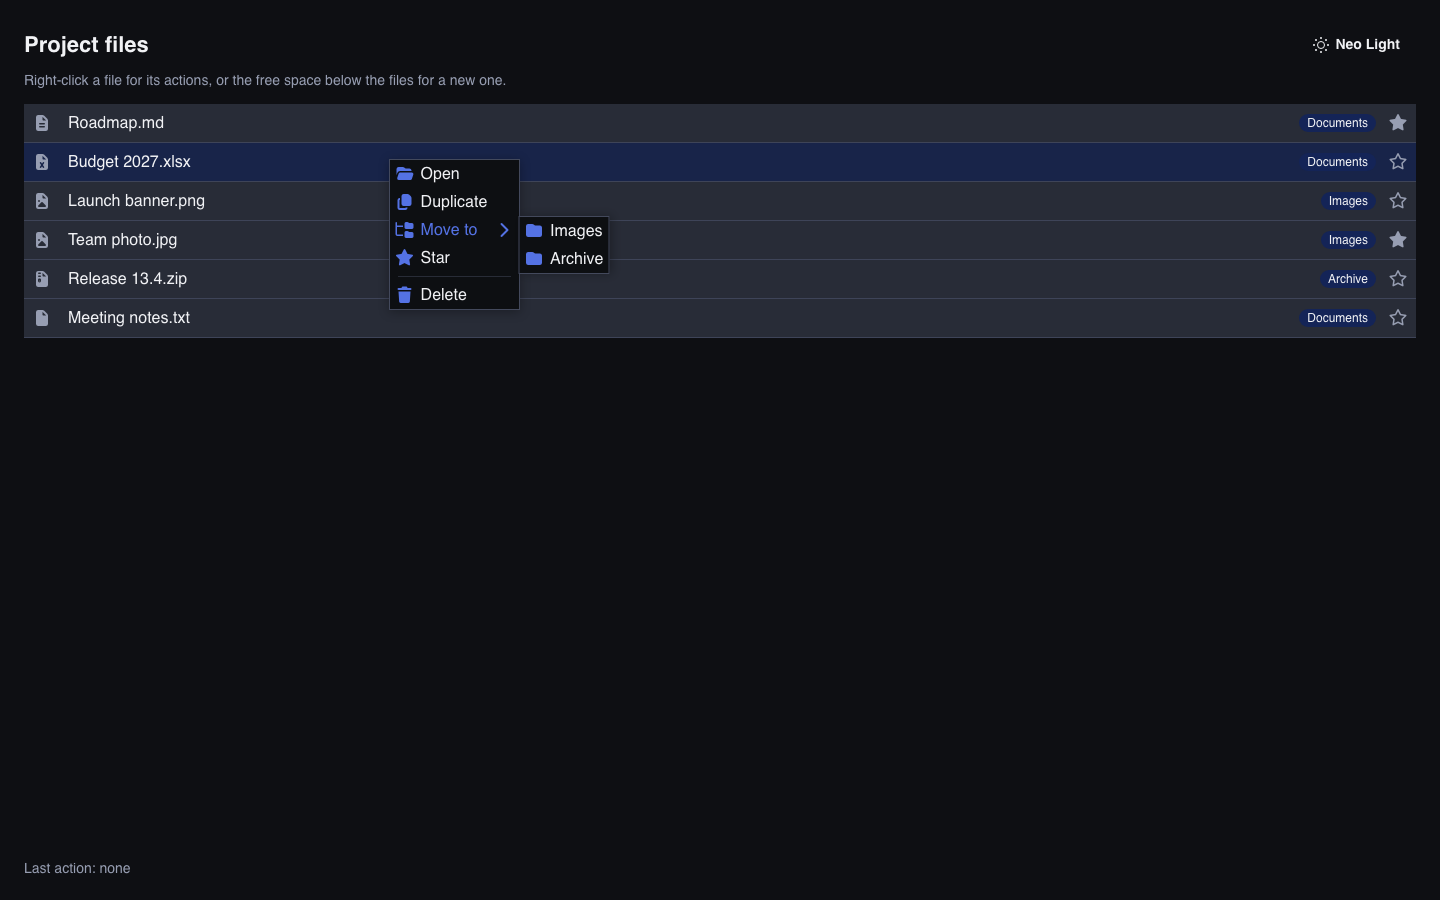 Project files
Neo Light
Right-click a file for its actions, or the free space below the files for a new one.
Roadmap.md Documents
Budget 2027.xlsx Documents
Launch banner.png Images
Team photo.jpg Images
Release 13.4.zip Archive
Meeting notes.txt Documents
Open
Duplicate
Move to
Star
Delete
Images
Archive
Last action: none